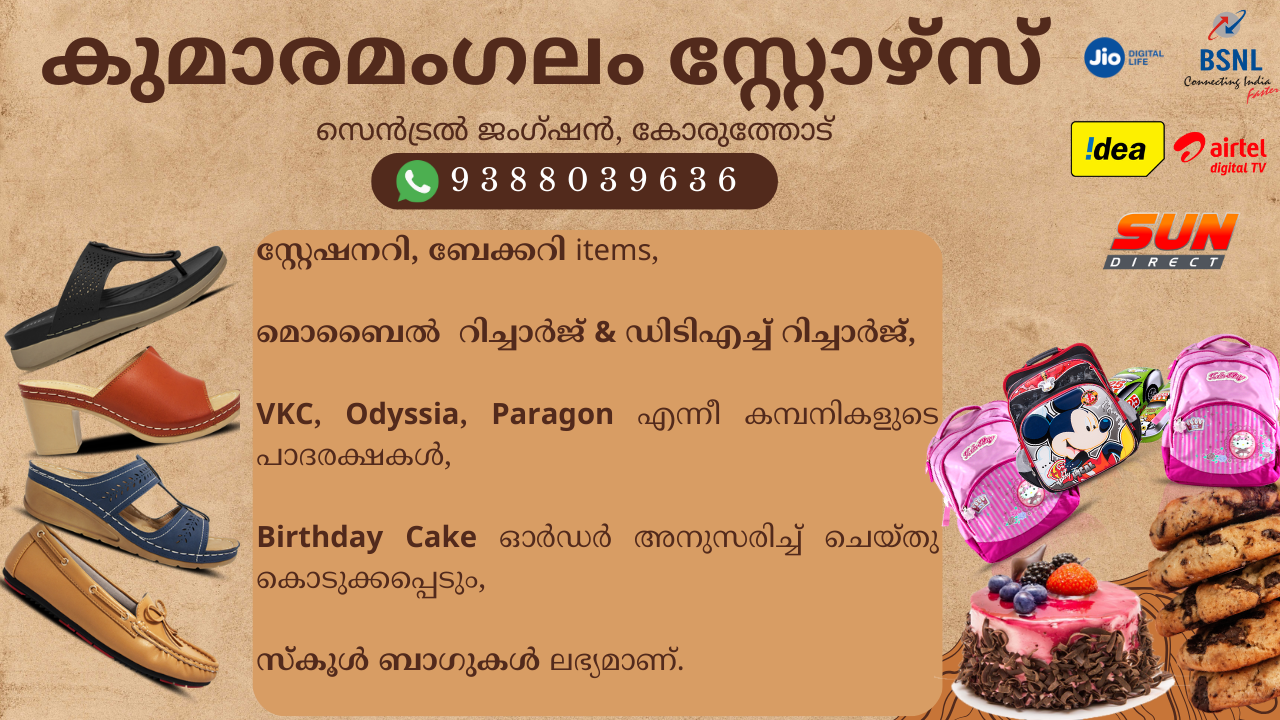 കുമാരമംഗലം സ്റ്റോഴ്സ്
സെൻട്രൽ ജംഗ്ഷൻ, കോരുത്തോട്
9388039636
Jio DIGITAL LIFE
BSNL
Connecting India
Faster
!dea
airtel
digital TV
SUN
DIRECT
സ്റ്റേഷനറി, ബേക്കറി items,
മൊബൈൽ റിച്ചാർജ് & ഡിടിഎച്ച് റിച്ചാർജ്,
VKC, Odyssia, Paragon എന്നീ കമ്പനികളുടെ
പാദരക്ഷകൾ,
Birthday Cake ഓർഡർ അനുസരിച്ച് ചെയ്തു
കൊടുക്കപ്പെടും,
സ്കൂൾ ബാഗുകൾ ലഭ്യമാണ്.